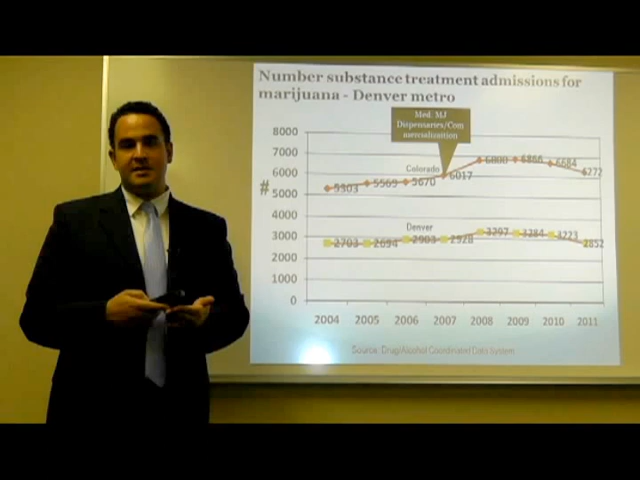 Number substance treatment admissions for
marijuana - Denver metro
Med. MJ
Dispensaries/Com
mercialization
8000
7000
6000
5000
4000
3000
2000
1000
0
#
Colorado
5303 5569 5670 6017 6800 6866 6684 6272
Denver
2703 2694 2903 2928 3297 3284 3223 2852
2004 2005 2006 2007 2008 2009 2010 2011
Source: Drug/Alcohol Coordinated Data System